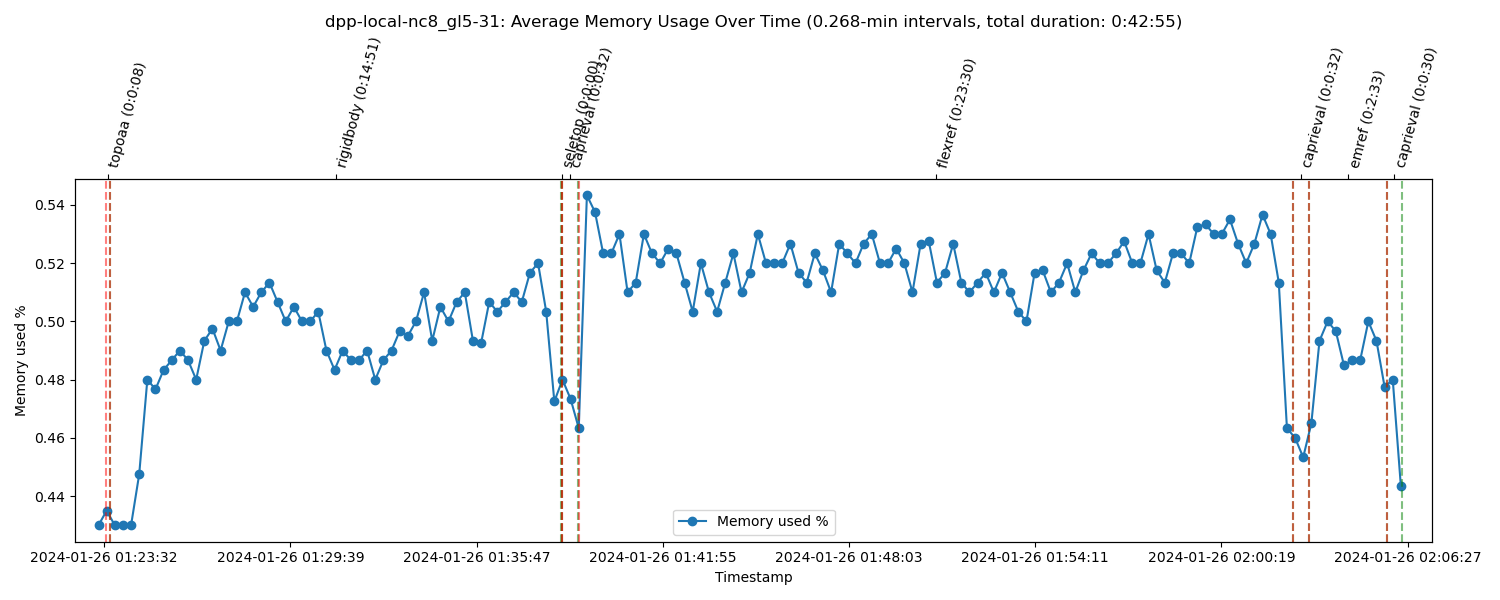 dpp-local-nc8_gl5-31: Average Memory Usage Over Time (0.268-min intervals, total duration: 0:42:55)
topoaa (0:0:08)
rigidbody (0:14:51)
seletop (0:0:00)
caprieval (0:0:32)
flexref (0:23:30)
caprieval (0:0:32)
emref (0:2:33)
caprieval (0:0:30)
Memory used %
0.54
0.52
0.50
0.48
0.46
0.44
Memory used %
2024-01-26 01:23:32
2024-01-26 01:29:39
2024-01-26 01:35:47
2024-01-26 01:41:55
2024-01-26 01:48:03
2024-01-26 01:54:11
2024-01-26 02:00:19
2024-01-26 02:06:27
Timestamp